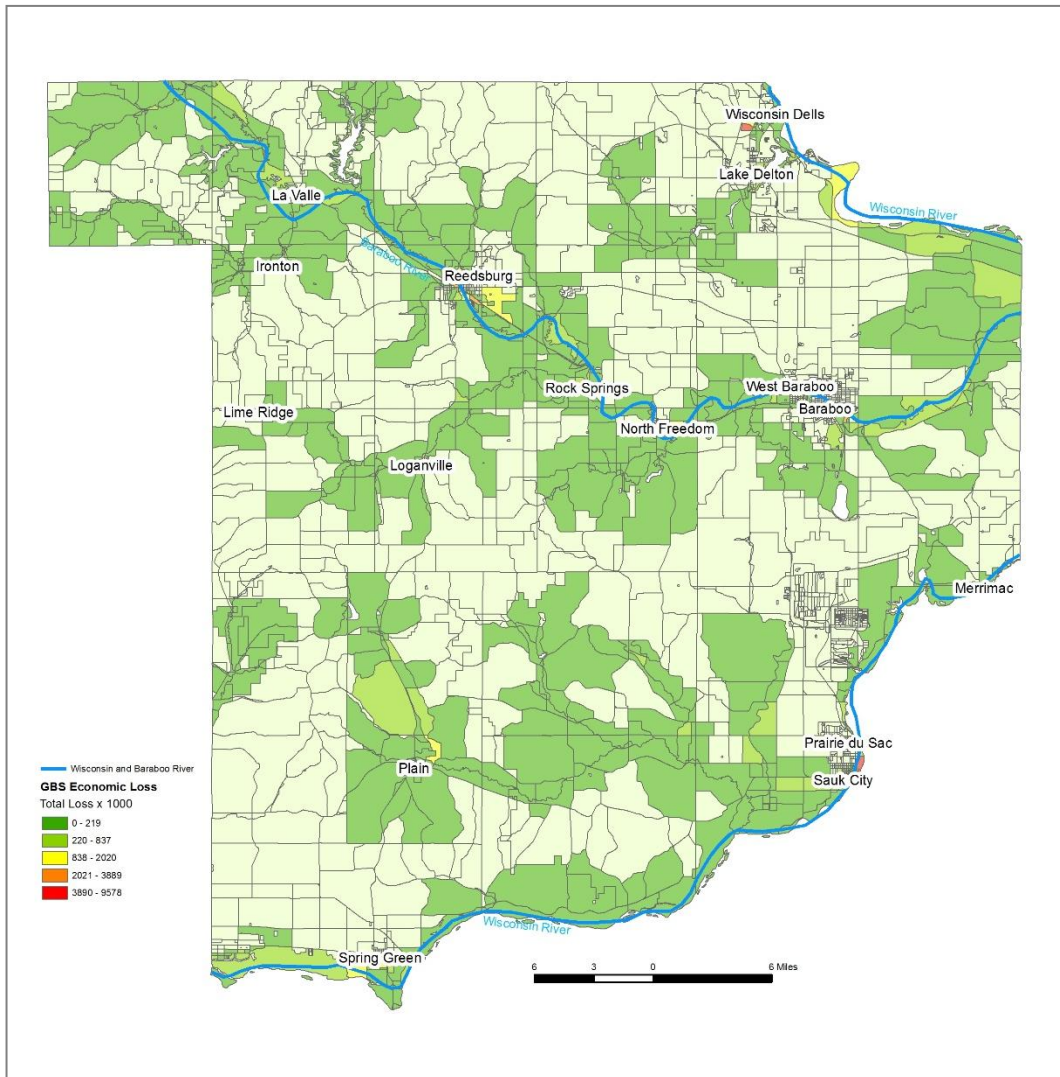 Wisconsin Dells
Lake Delton
Wisconsin River
La Valle
Baraboo River
Ironton
Reedsburg
Rock Springs
West Baraboo
Baraboo
Lime Ridge
North Freedom
Loganville
Merrimac
Prairie du Sac
Plain
Sauk City
Wisconsin and Baraboo River
GBS Economic Loss
Total Loss x 1000
0 - 219
220 - 837
838 - 2020
2021 - 3889
3890 - 9578
Wisconsin River
Spring Green
6 3 0 6 Miles